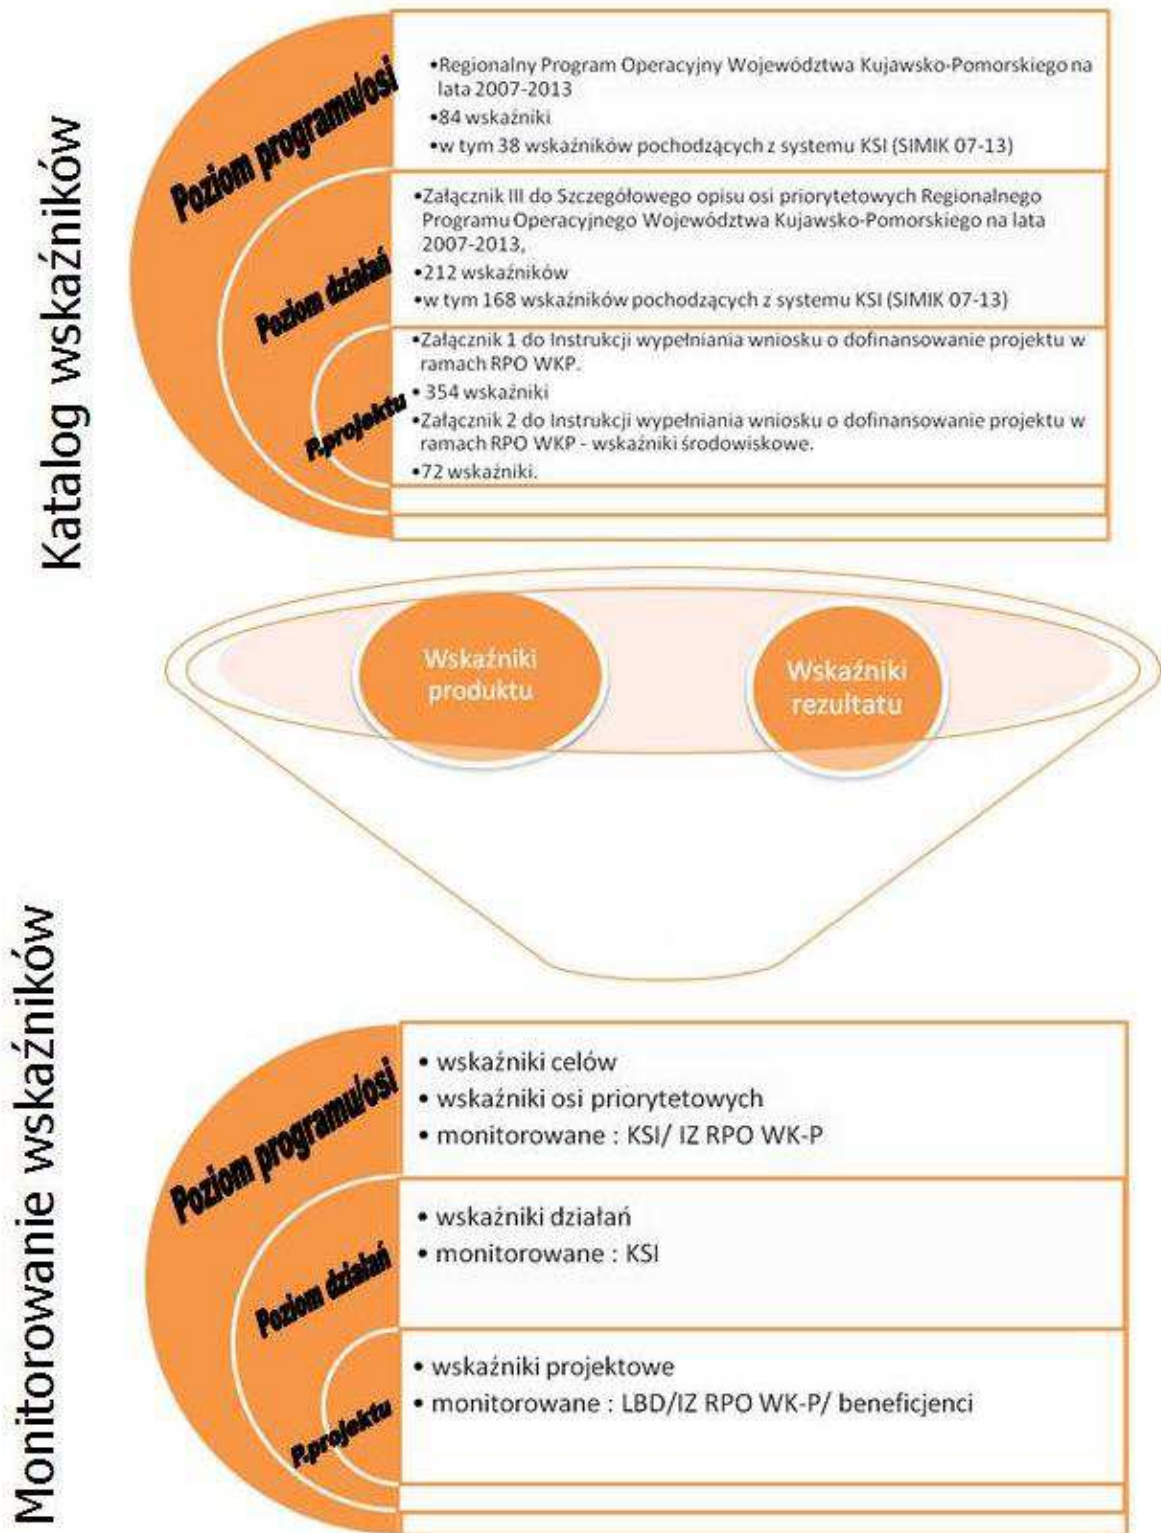 Katalog wskaźników
Poziom programu/osi
•Regionalny Program Operacyjny Województwa Kujawsko-Pomorskiego na
lata 2007-2013
•84 wskaźniki
•w tym 38 wskaźników pochodzących z systemu KSI (SIMIK 07-13)
Poziom działań
•Załącznik III do Szczegółowego opisu osi priorytetowych Regionalnego
Programu Operacyjnego Województwa Kujawsko-Pomorskiego na lata
2007-2013,
•212 wskaźników
•w tym 168 wskaźników pochodzących z systemu KSI (SIMIK 07-13)
P.projektu
•Załącznik 1 do Instrukcji wypełniania wniosku o dofinansowanie projektu w
ramach RPO WKP.
• 354 wskaźniki
•Załącznik 2 do Instrukcji wypełniania wniosku o dofinansowanie projektu w
ramach RPO WKP - wskaźniki środowiskowe.
•72 wskaźniki.
Wskaźniki
produktu
Wskaźniki
rezultatu
Monitorowanie wskaźników
Poziom programu/osi
• wskaźniki celów
• wskaźniki osi priorytetowych
• monitorowane : KSI/ IZ RPO WK-P
Poziom działań
• wskaźniki działań
• monitorowane : KSI
P.projektu
• wskaźniki projektowe
• monitorowane : LBD/IZ RPO WK-P/ beneficjenci